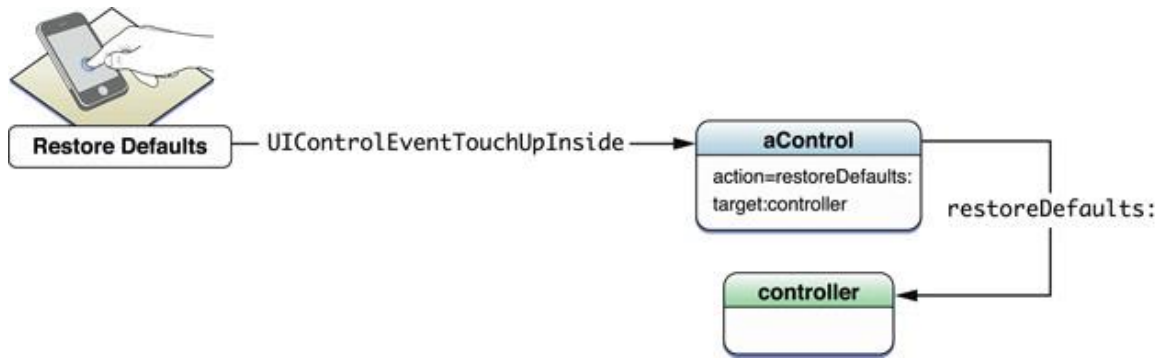 Restore Defaults
UIControlEventTouchUpInside
aControl
action=restoreDefaults:
target:controller
restoreDefaults:
controller